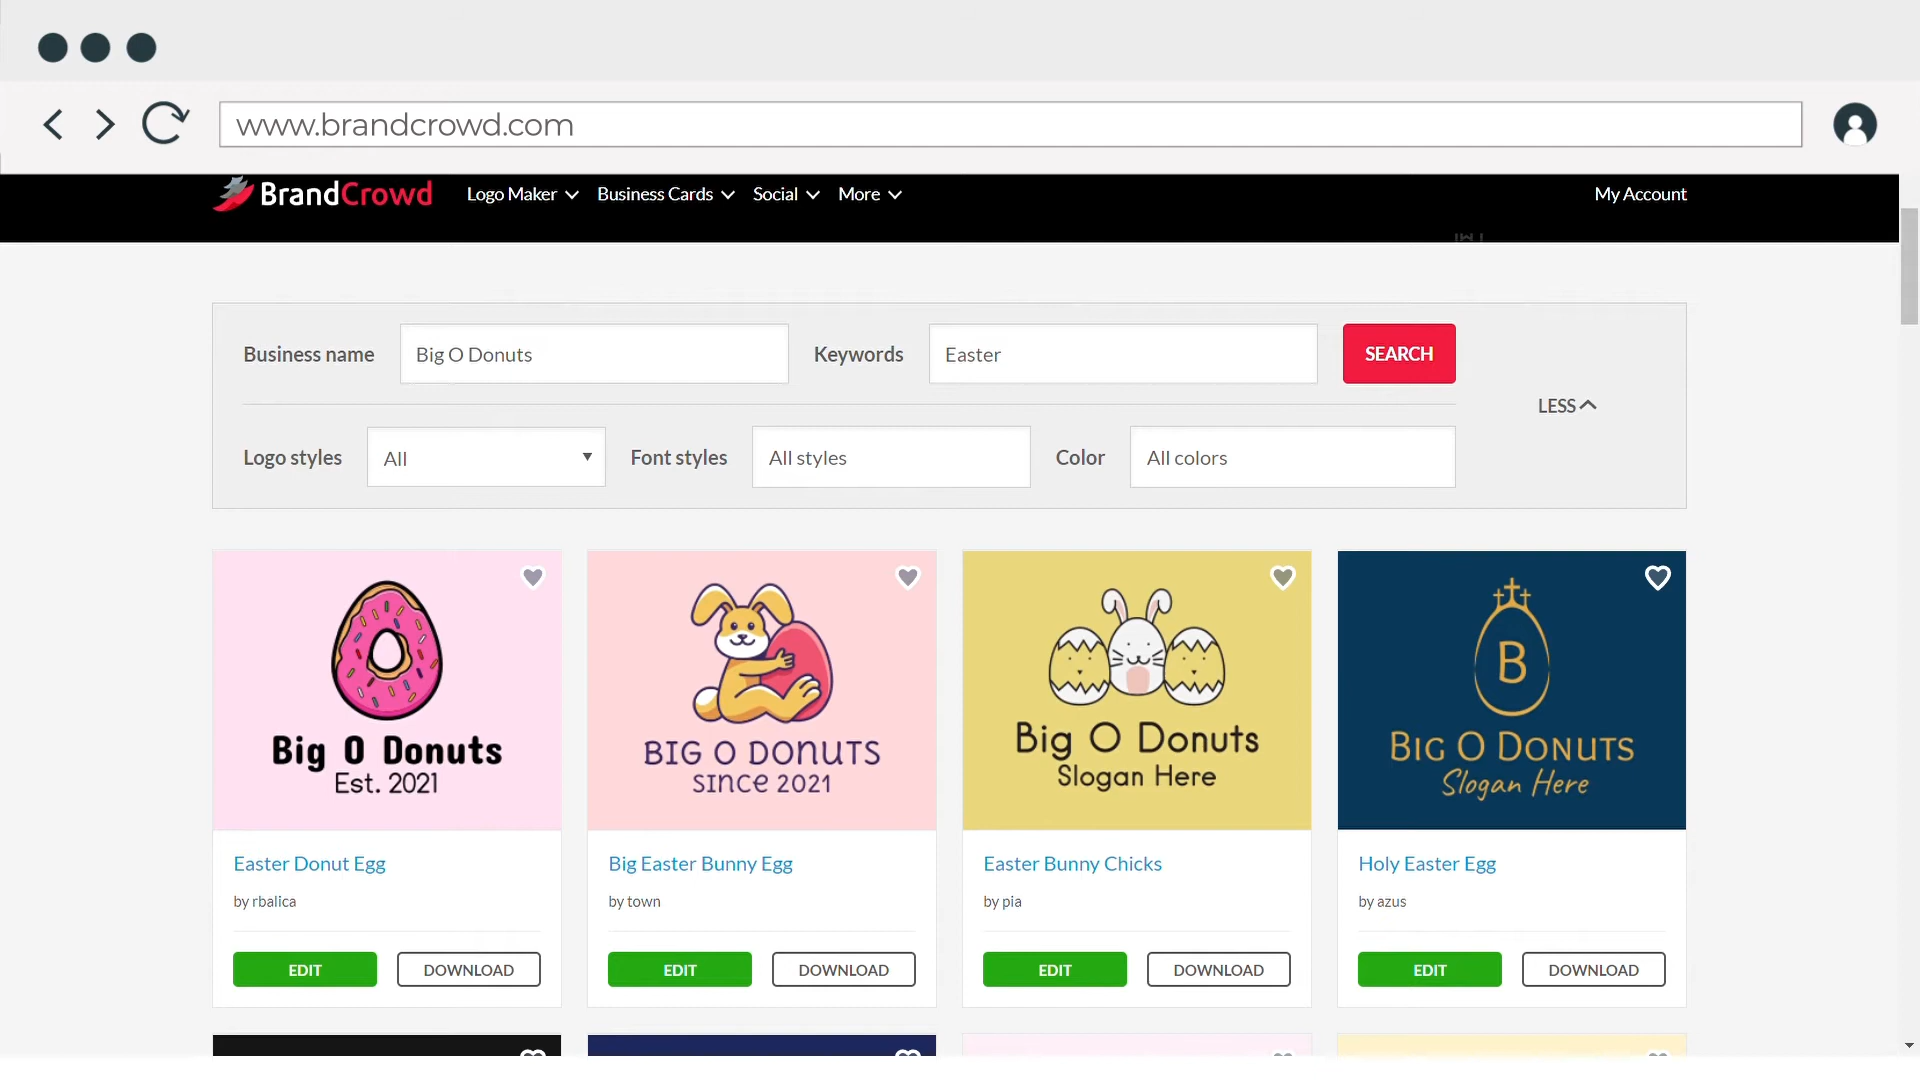 www.brandcrowd.com
BrandCrowd Logo Maker Business Cards Social More My Account
Business name Big O Donuts Keywords Easter SEARCH
LESS
Logo styles All Font styles All styles Color All colors
Big O Donuts
Est. 2021
BIG O DONUTS
SINCE 2021
Big O Donuts
Slogan Here
B
BIG O DONUTS
Slogan Here
Easter Donut Egg
by rbalica
EDIT DOWNLOAD
Big Easter Bunny Egg
by town
EDIT DOWNLOAD
Easter Bunny Chicks
by pia
EDIT DOWNLOAD
Holy Easter Egg
by azus
EDIT DOWNLOAD